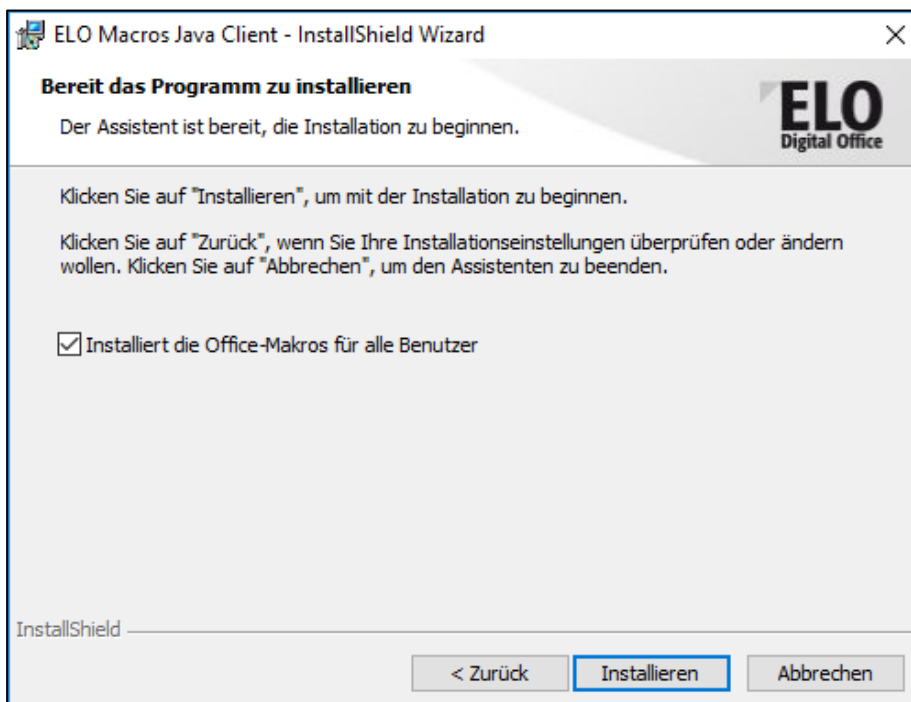 ELO Macros Java Client - InstallShield Wizard
Bereit das Programm zu installieren
Der Assistent ist bereit, die Installation zu beginnen.
ELO
Digital Office
Klicken Sie auf "Installieren", um mit der Installation zu beginnen.
Klicken Sie auf "Zurück", wenn Sie Ihre Installationseinstellungen überprüfen oder ändern
wollen. Klicken Sie auf "Abbrechen", um den Assistenten zu beenden.
Installiert die Office-Makros für alle Benutzer
InstallShield
< Zurück
Installieren
Abbrechen